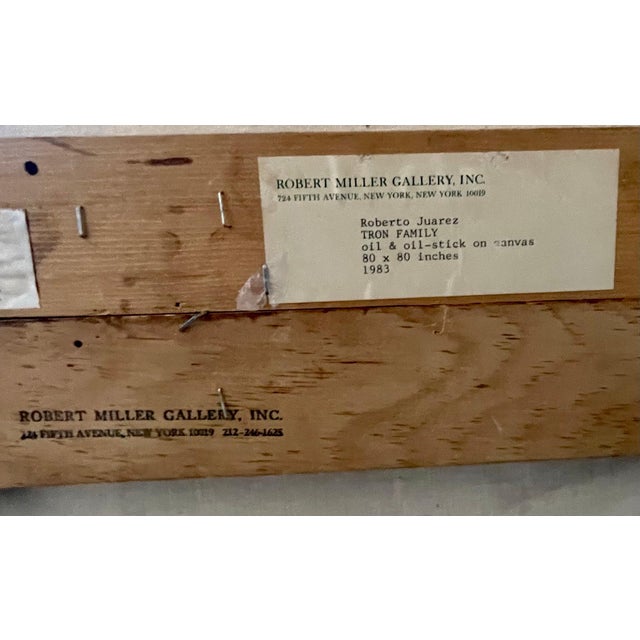 ROBERT MILLER GALLERY, INC.
724 FIFTH AVENUE, NEW YORK, NEW YORK 10019
Roberto Juarez
TRON FAMILY
oil & oil-stick on canvas
80 x 80 inches
1983
ROBERT MILLER GALLERY, INC.
724 FIFTH AVENUE, NEW YORK 10019 212-246-1625